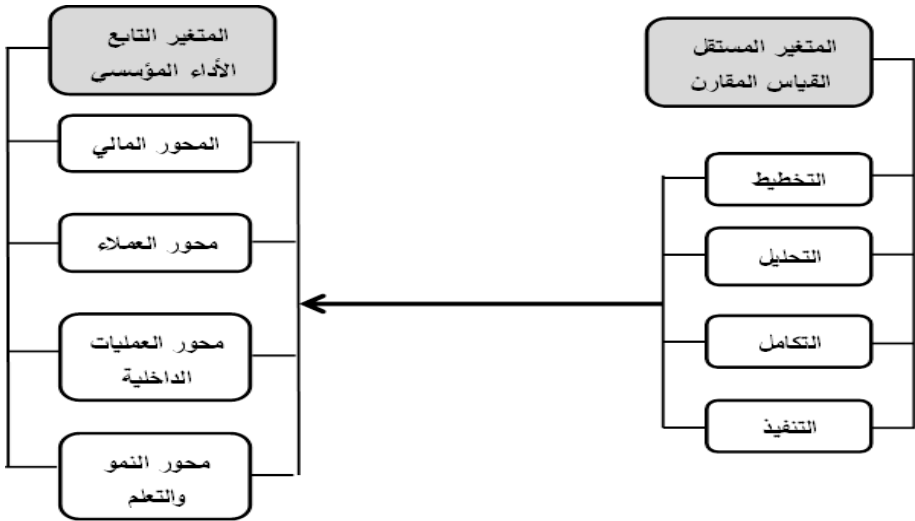 المتغير المستقل
القياس المقارن
التخطيط
التحليل
التكامل
التنفيذ
المتغير التابع
الأداء المؤسسي
المحور المالي
محور العملاء
محور العمليات
الداخلية
محور النمو
والتعلم